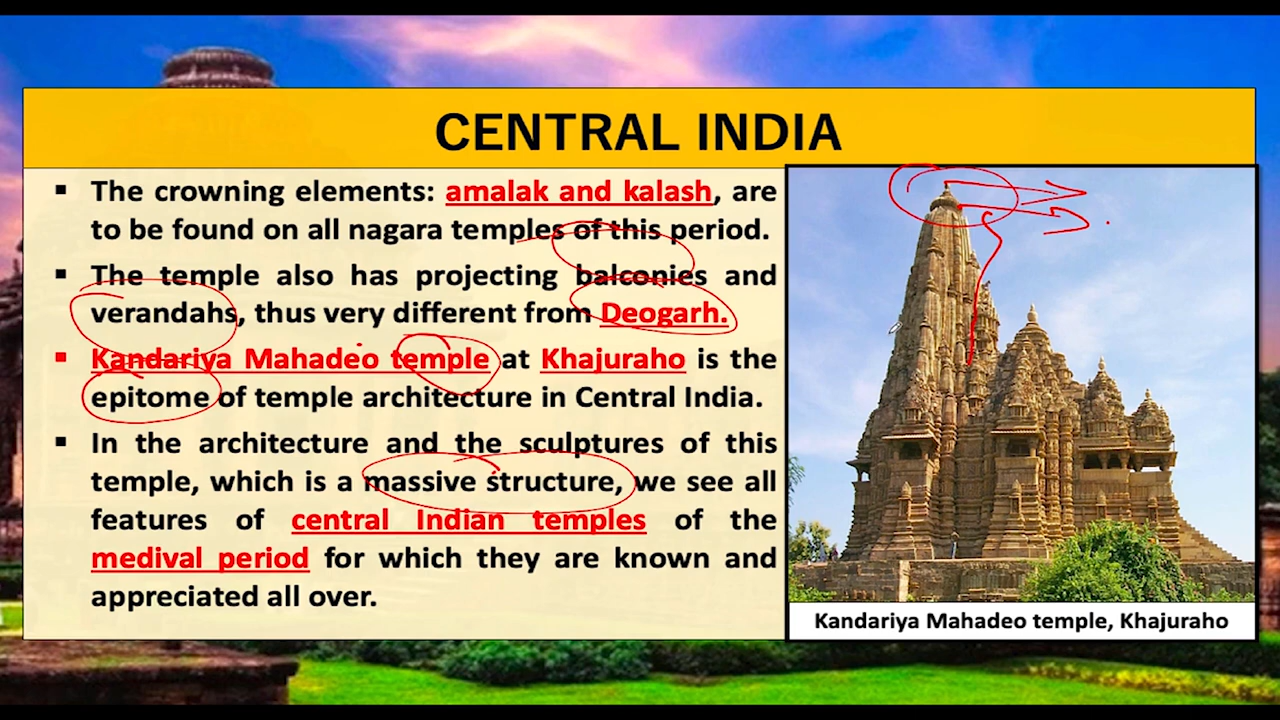 CENTRAL INDIA
▪ The crowning elements: amalak and kalash, are
to be found on all nagara temples of this period.
▪ The temple also has projecting balconies and
verandahs, thus very different from Deogarh.
▪ Kandariya Mahadeo temple at Khajuraho is the
epitome of temple architecture in Central India.
▪ In the architecture and the sculptures of this
temple, which is a massive structure, we see all
features of central Indian temples of the
medival period for which they are known and
appreciated all over.
Kandariya Mahadeo temple, Khajuraho